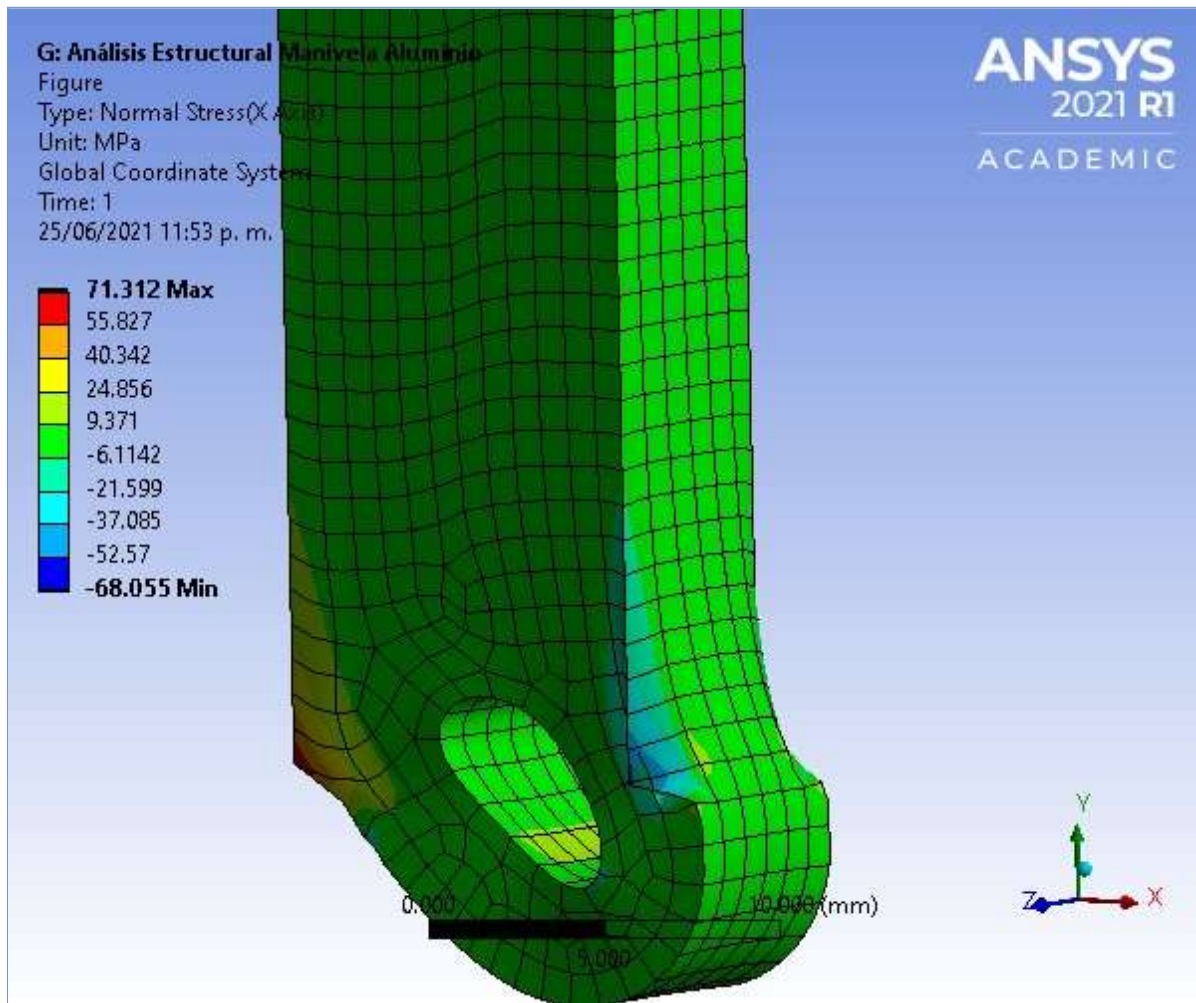 G: Análisis Estructural Manivela Aluminio
Figure
Type: Normal Stress(X Axis)
Unit: MPa
Global Coordinate System
Time: 1
25/06/2021 11:53 p. m.
71.312 Max
55.827
40.342
24.856
9.371
-6.1142
-21.599
-37.085
-52.57
-68.055 Min
ANSYS
2021 R1
ACADEMIC
0.000
10.000 (mm)
5.000
Y
Z
X